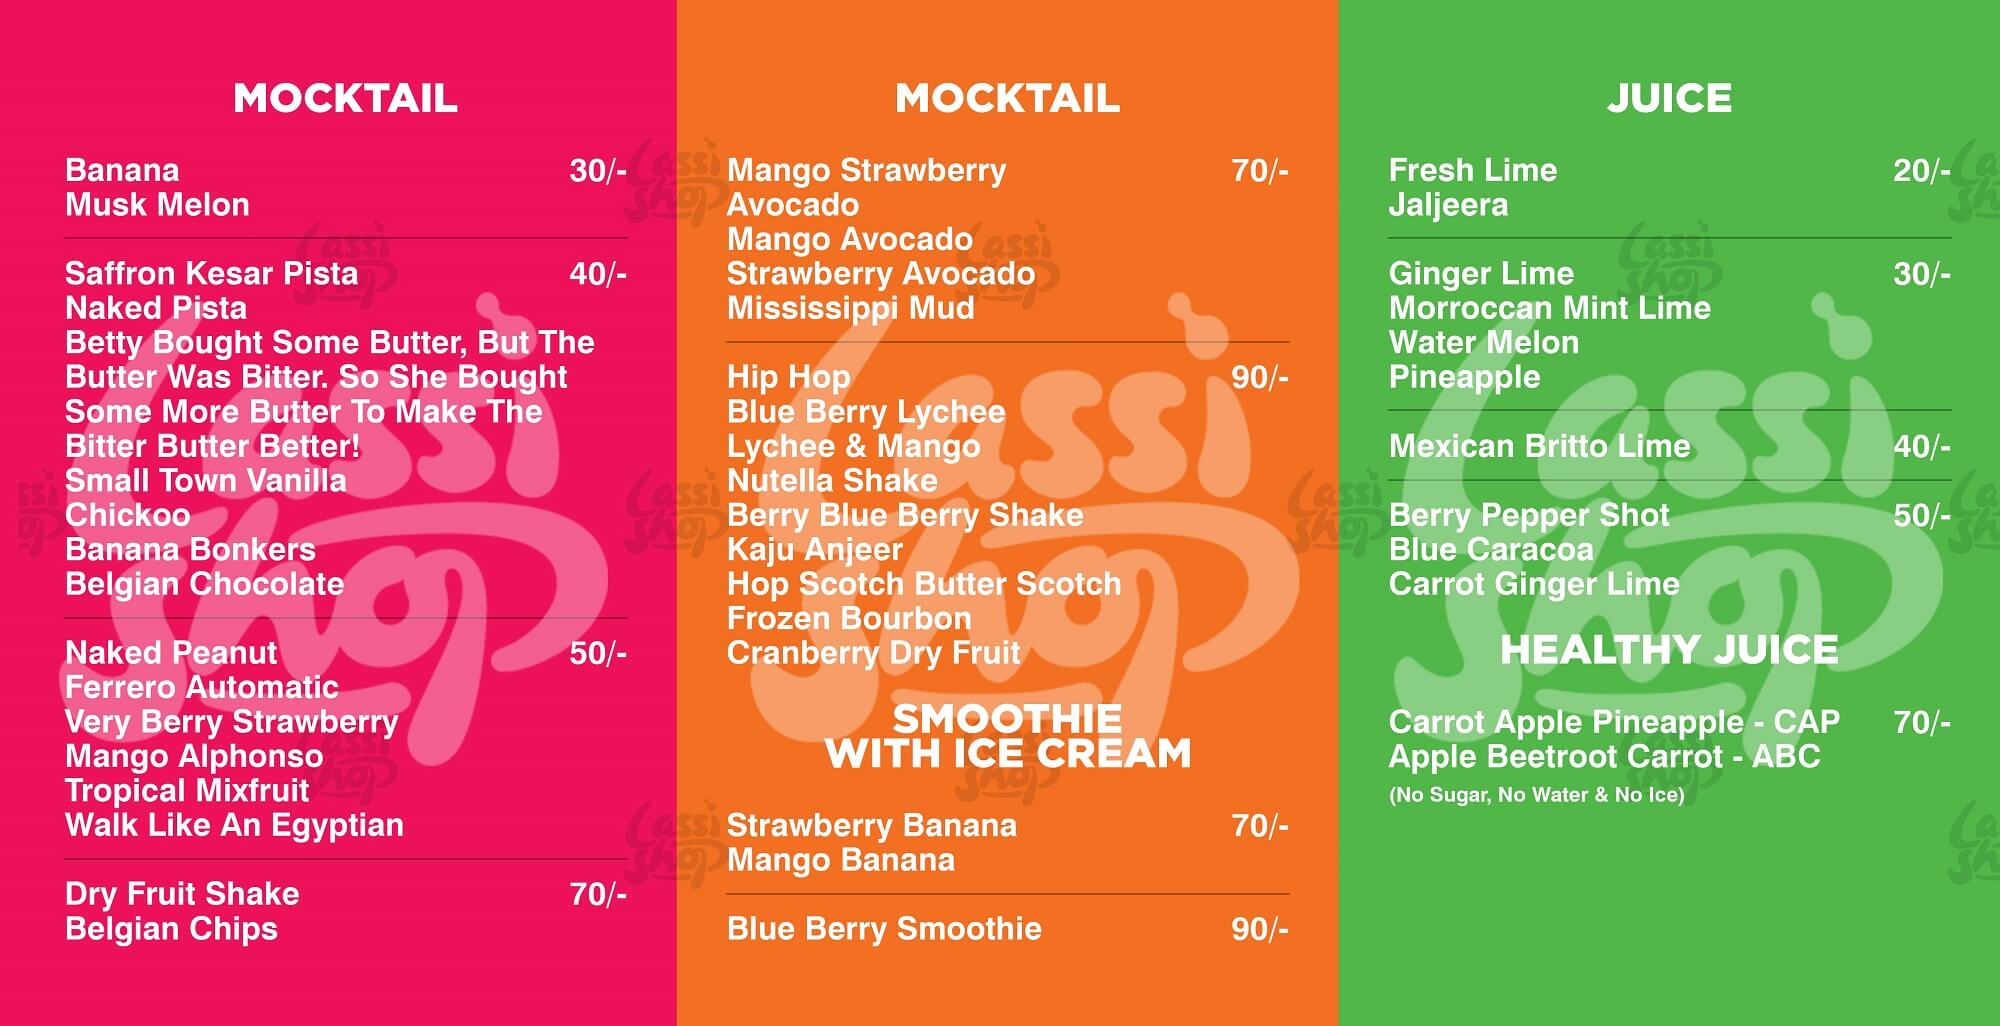 MOCKTAIL
Banana 30/-
Musk Melon
Saffron Kesar Pista 40/-
Naked Pista
Betty Bought Some Butter, But The
Butter Was Bitter. So She Bought
Some More Butter To Make The
Bitter Butter Better!
Small Town Vanilla
Chickoo
Banana Bonkers
Belgian Chocolate
Naked Peanut 50/-
Ferrero Automatic
Very Berry Strawberry
Mango Alphonso
Tropical Mixfruit
Walk Like An Egyptian
Dry Fruit Shake 70/-
Belgian Chips
MOCKTAIL
Mango Strawberry 70/-
Avocado
Mango Avocado
Strawberry Avocado
Mississippi Mud
Hip Hop 90/-
Blue Berry Lychee
Lychee & Mango
Nutella Shake
Berry Blue Berry Shake
Kaju Anjeer
Hop Scotch Butter Scotch
Frozen Bourbon
Cranberry Dry Fruit
SMOOTHIE
WITH ICE CREAM
Strawberry Banana 70/-
Mango Banana
Blue Berry Smoothie 90/-
JUICE
Fresh Lime 20/-
Jaljeera
Ginger Lime 30/-
Morroccan Mint Lime
Water Melon
Pineapple
Mexican Britto Lime 40/-
Berry Pepper Shot 50/-
Blue Caracoa
Carrot Ginger Lime
HEALTHY JUICE
Carrot Apple Pineapple - CAP 70/-
Apple Beetroot Carrot - ABC
(No Sugar, No Water & No Ice)
Lassi
Shop
Lassi
Shop
Lassi
Shop